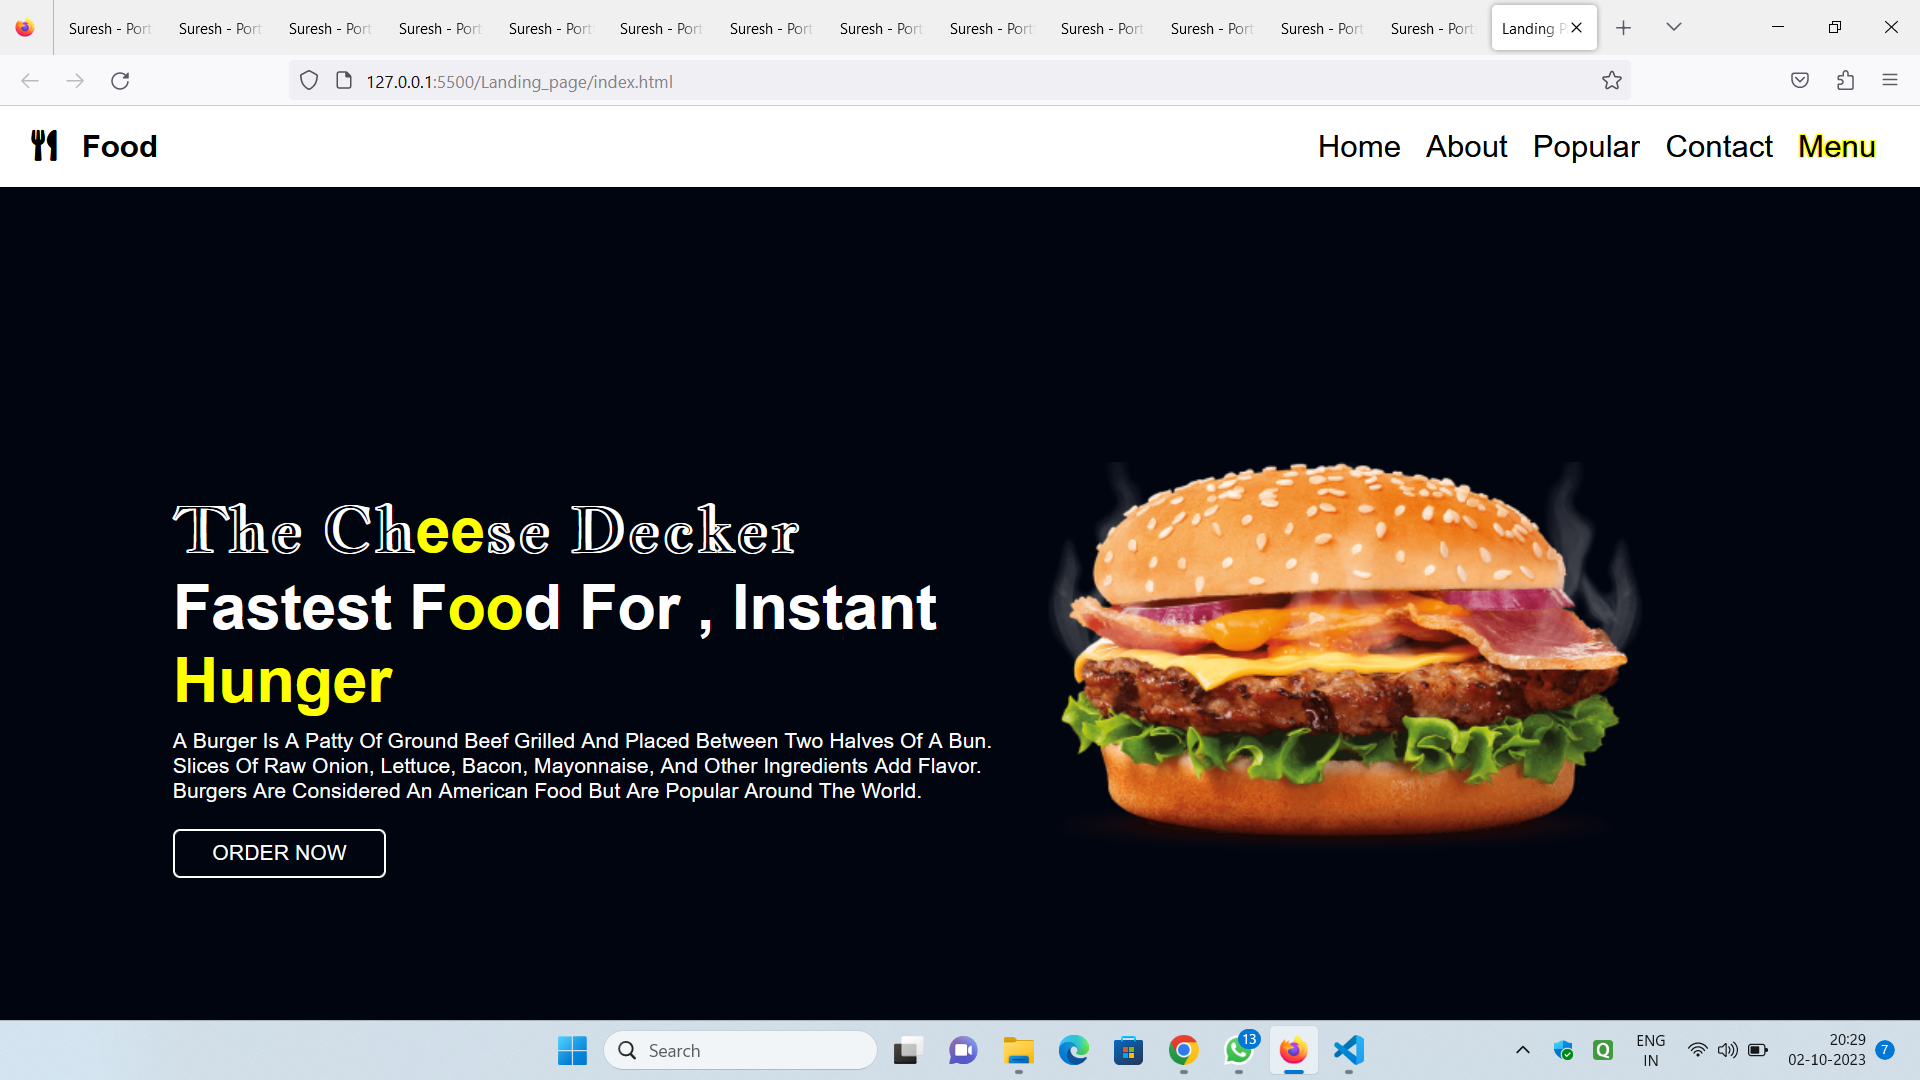 Suresh - Port Suresh - Port Suresh - Port Suresh - Port Suresh - Port Suresh - Port Suresh - Port Suresh - Port Suresh - Port Suresh - Port Suresh - Port Suresh - Port Suresh - Port Landing P
127.0.0.1:5500/Landing_page/index.html
Food Home About Popular Contact Menu
The Cheese Decker
Fastest Food For , Instant
Hunger
A Burger Is A Patty Of Ground Beef Grilled And Placed Between Two Halves Of A Bun.
Slices Of Raw Onion, Lettuce, Bacon, Mayonnaise, And Other Ingredients Add Flavor.
Burgers Are Considered An American Food But Are Popular Around The World.
ORDER NOW
Search
13
Q
ENG
IN
20:29
02-10-2023
7